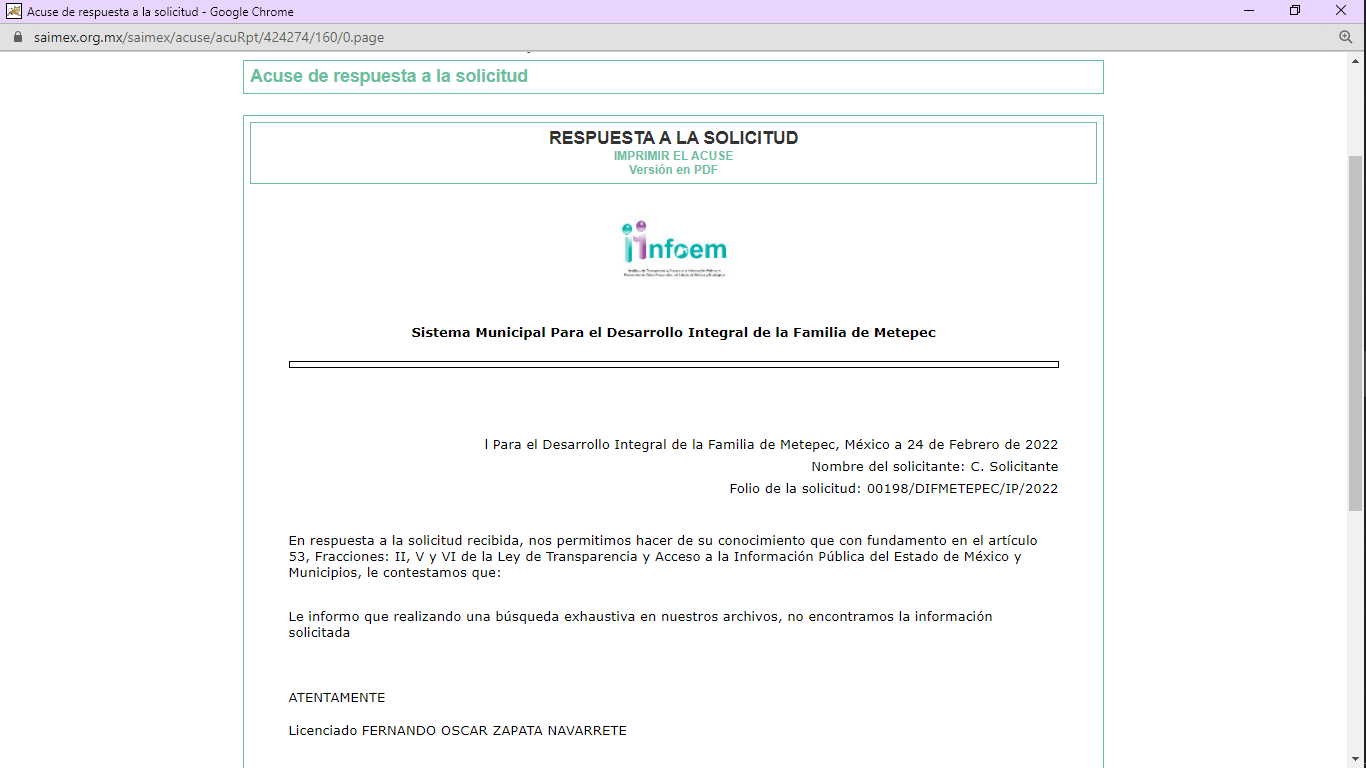 Acuse de respuesta a la solicitud - Google Chrome
saimex.org.mx/saimex/acuse/acuRpt/424274/160/0.page
Acuse de respuesta a la solicitud
RESPUESTA A LA SOLICITUD
IMPRIMIR EL ACUSE
Versión en PDF
infoem
Sistema Municipal Para el Desarrollo Integral de la Familia de Metepec
l Para el Desarrollo Integral de la Familia de Metepec, México a 24 de Febrero de 2022
Nombre del solicitante: C. Solicitante
Folio de la solicitud: 00198/DIFMETEPEC/IP/2022
En respuesta a la solicitud recibida, nos permitimos hacer de su conocimiento que con fundamento en el artículo
53, Fracciones: II, V y VI de la Ley de Transparencia y Acceso a la Información Pública del Estado de México y
Municipios, le contestamos que:
Le informo que realizando una búsqueda exhaustiva en nuestros archivos, no encontramos la información
solicitada
ATENTAMENTE
Licenciado FERNANDO OSCAR ZAPATA NAVARRETE